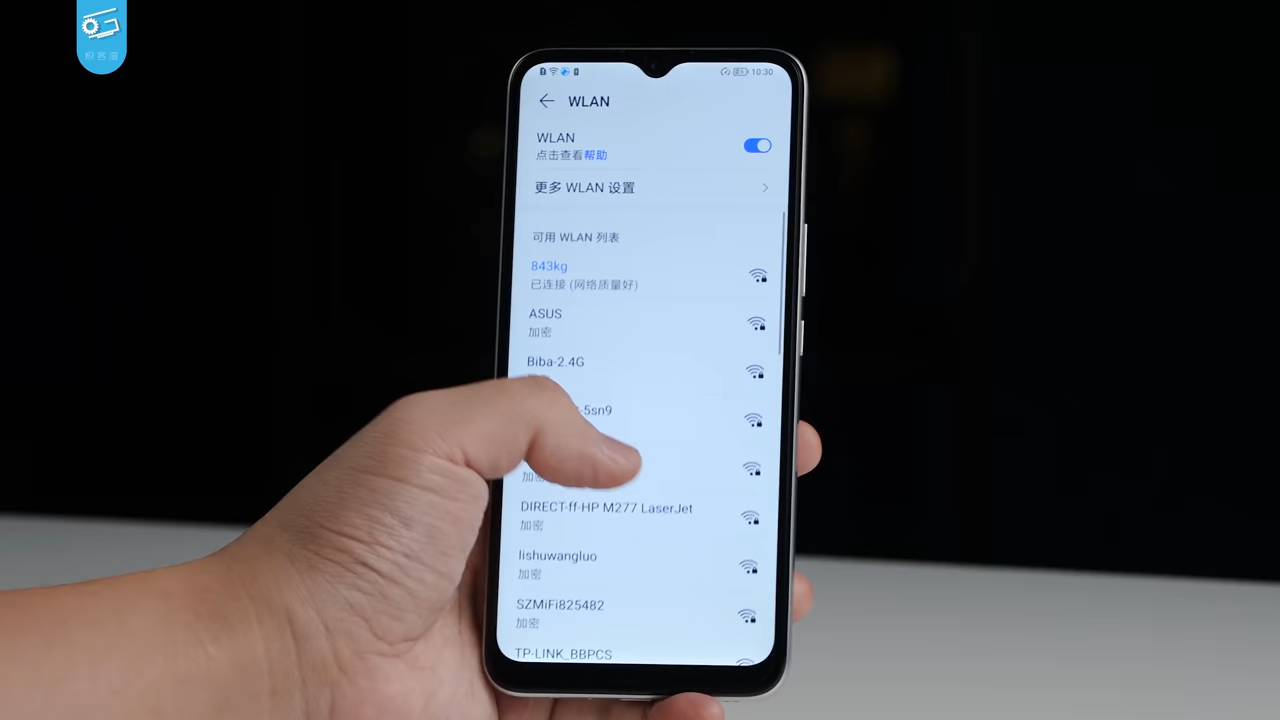 极客湾
10:30
WLAN
WLAN
点击查看帮助
更多 WLAN 设置
可用 WLAN 列表
843kg
已连接 (网络质量好)
ASUS
加密
Biba-2.4G
-5sn9
加密
DIRECT-ff-HP M277 LaserJet
加密
lishuwangluo
加密
SZMiFi825482
加密
TP-LINK_BBPCS